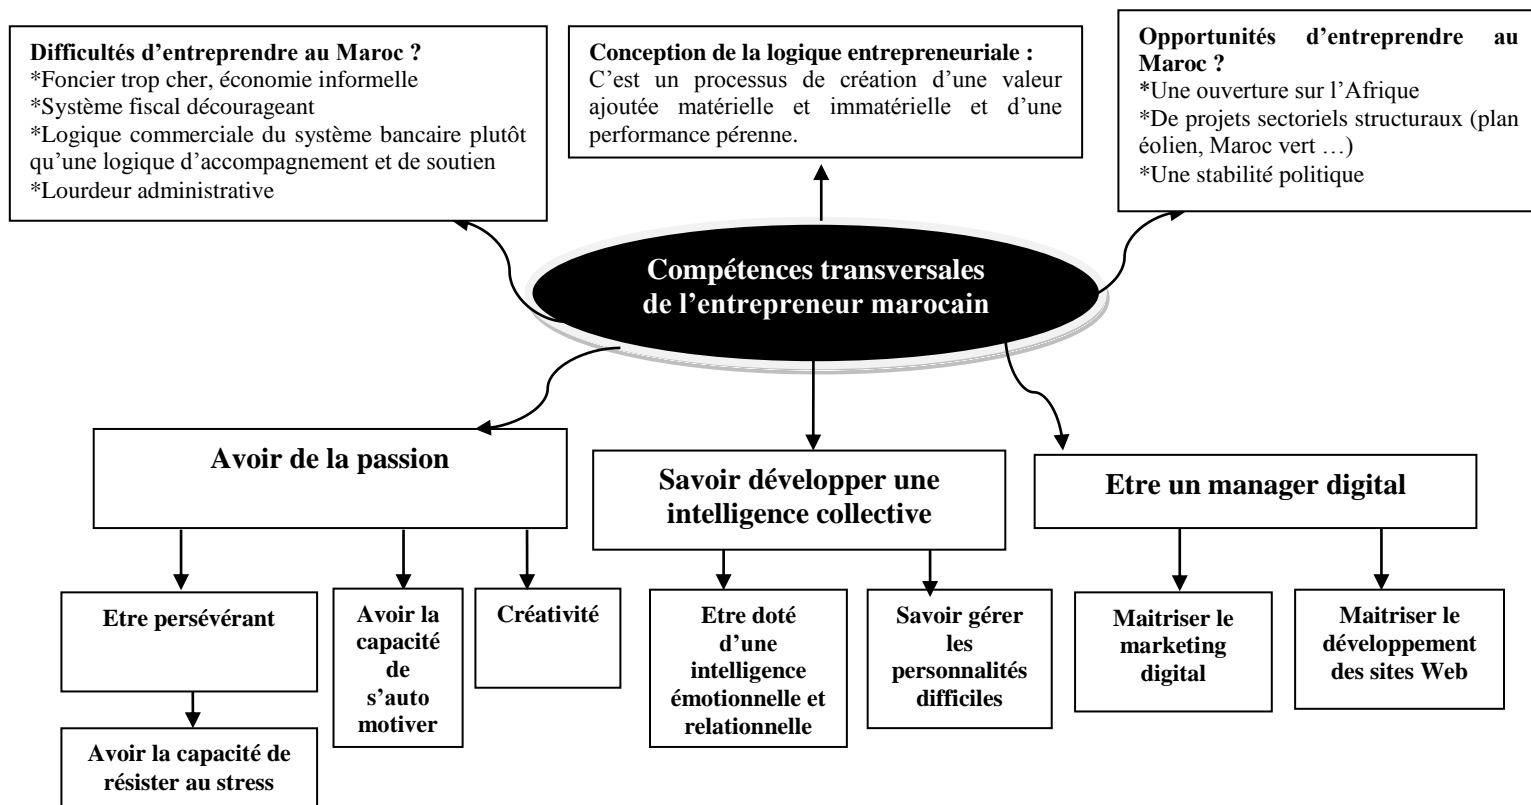 Difficultés d'entreprendre au Maroc ?
*Foncier trop cher, économie informelle
*Système fiscal décourageant
*Logique commerciale du système bancaire plutôt
qu'une logique d'accompagnement et de soutien
*Lourdeur administrative
Conception de la logique entrepreneuriale :
C'est un processus de création d'une valeur
ajoutée matérielle et immatérielle et d'une
performance pérenne.
Opportunités d'entreprendre au
Maroc ?
*Une ouverture sur l'Afrique
*De projets sectoriels structuraux (plan
éolien, Maroc vert …)
*Une stabilité politique
Compétences transversales
de l'entrepreneur marocain
Avoir de la passion
Savoir développer une
intelligence collective
Etre un manager digital
Etre persévérant
Avoir la
capacité
de
s'auto
motiver
Créativité
Etre doté
d'une
intelligence
émotionnelle et
relationnelle
Savoir gérer
les
personnalités
difficiles
Maitriser le
marketing
digital
Maitriser le
développement
des sites Web
Avoir la capacité de
résister au stress